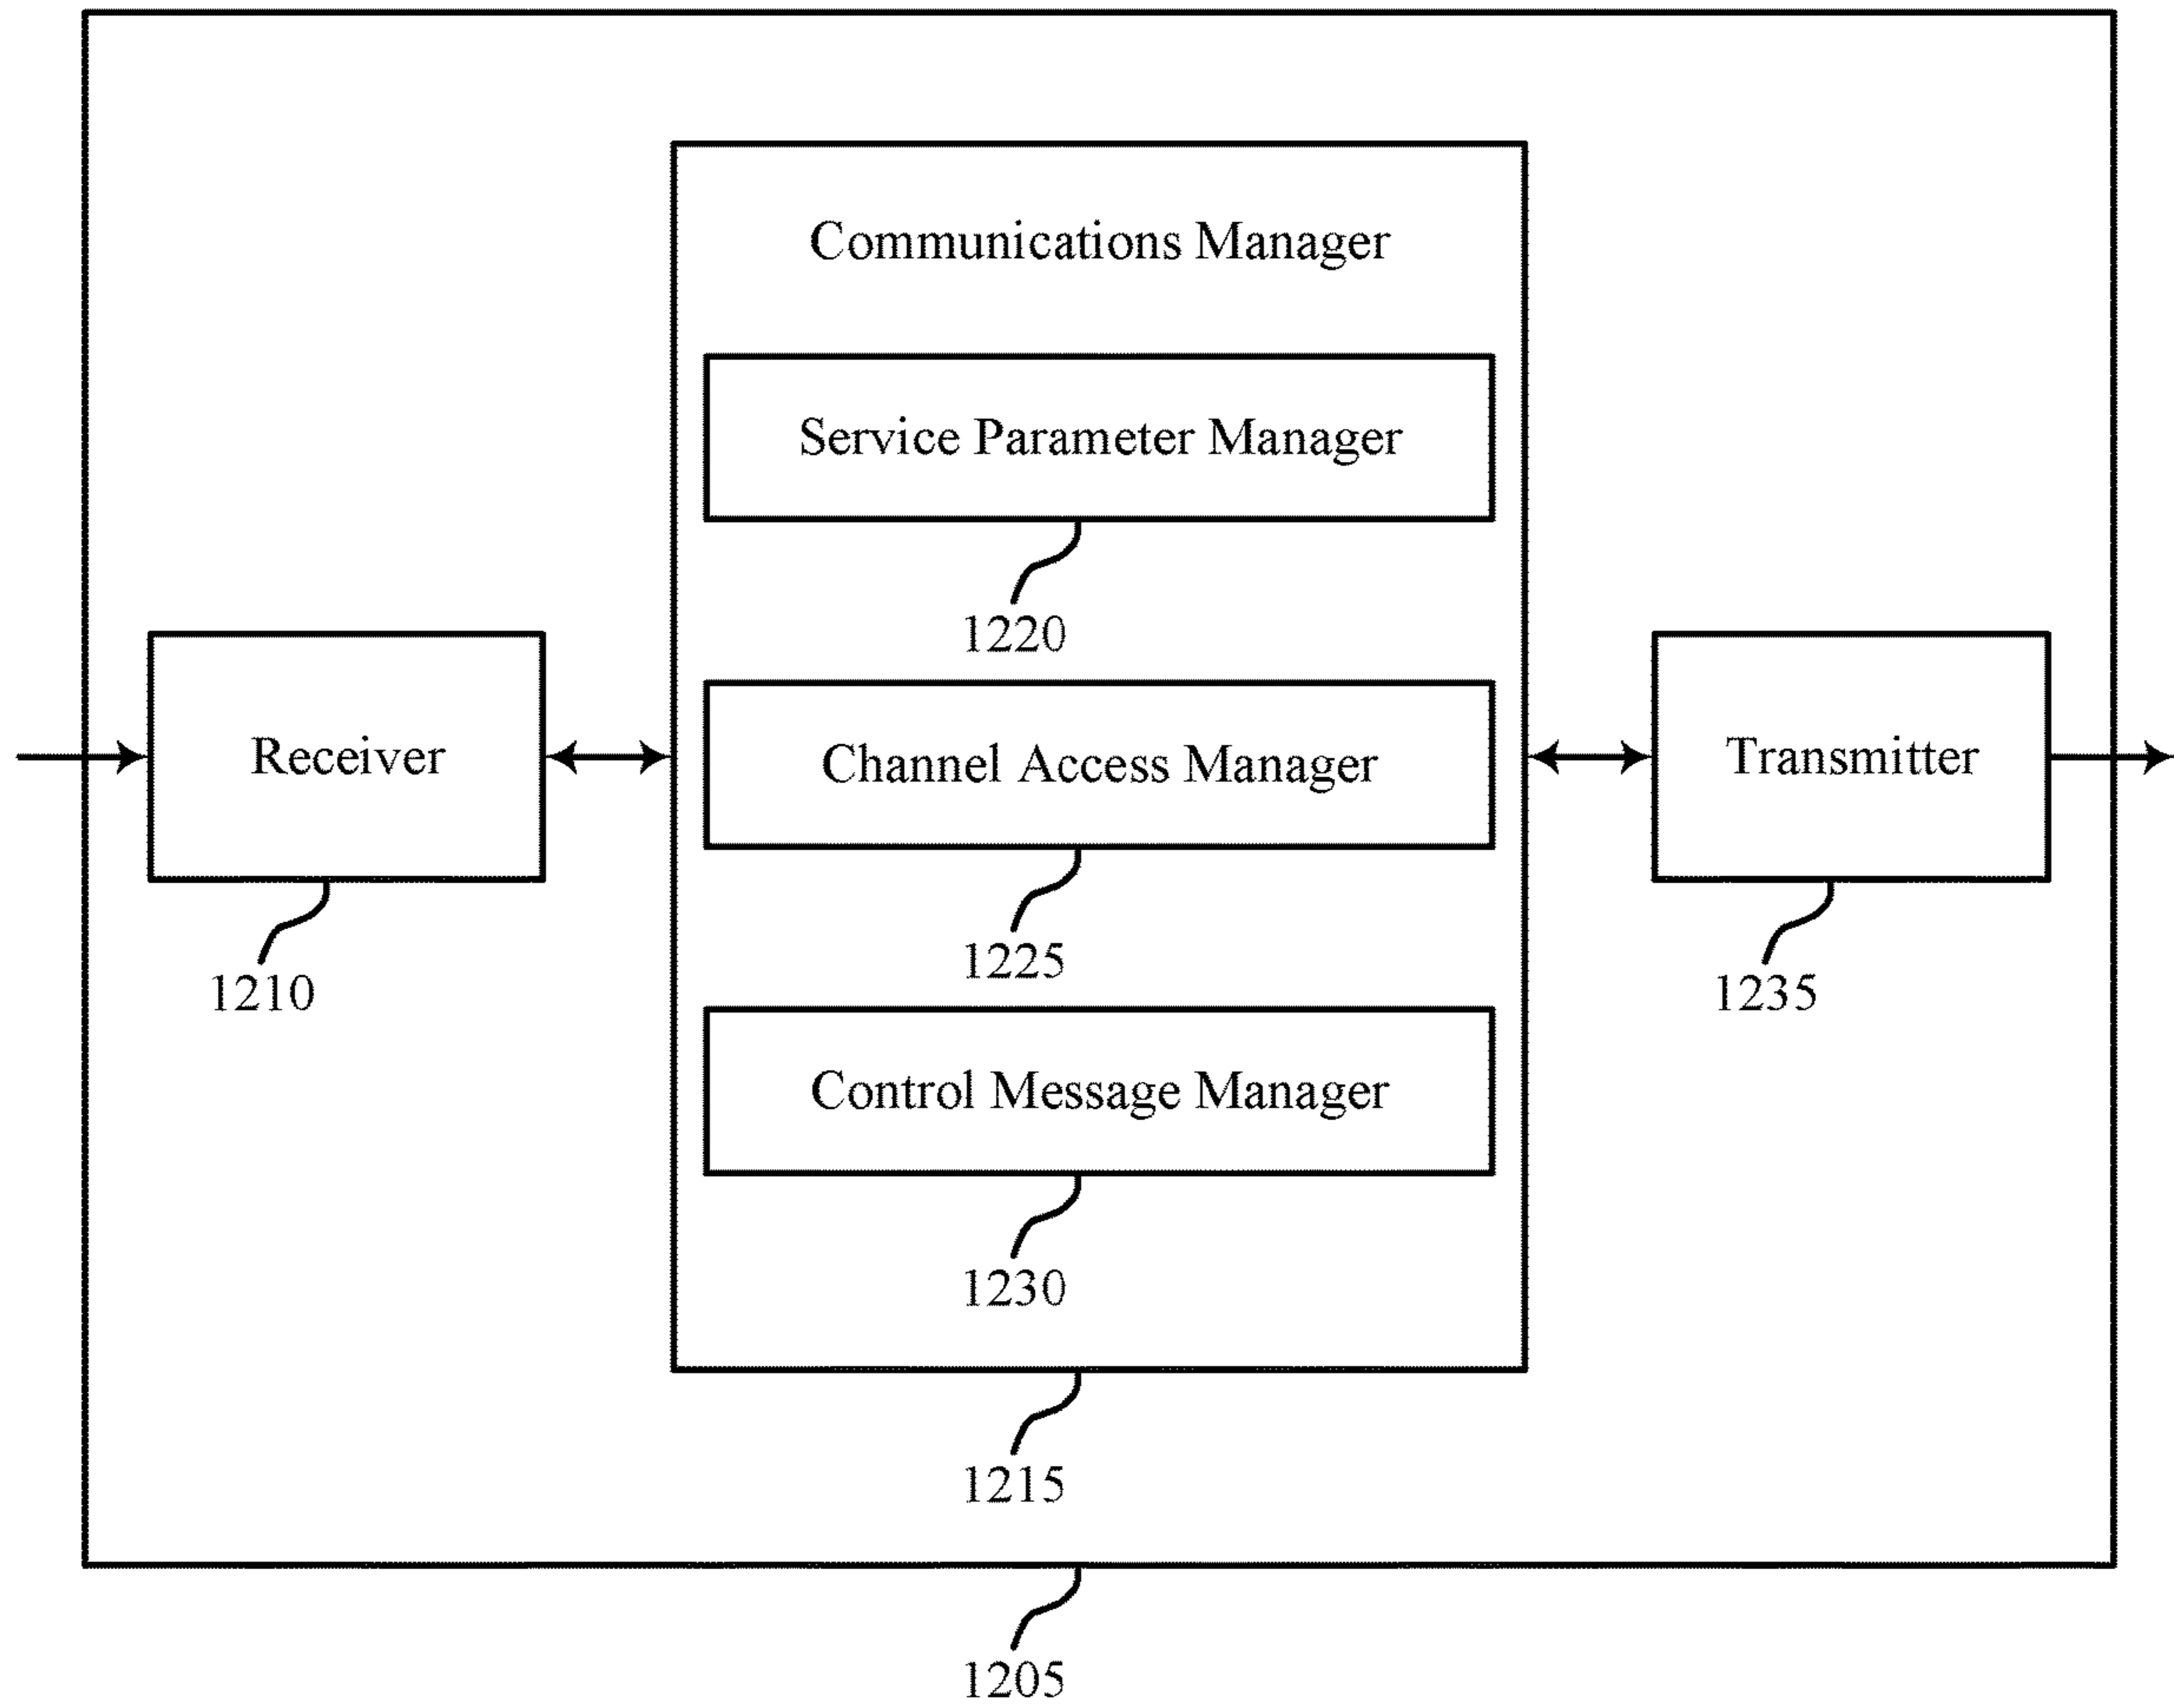 Communications Manager
Service Parameter Manager
1220
Receiver
Channel Access Manager
Transmitter
1225
1210
1235
Control Message Manager
1230
1215
1205